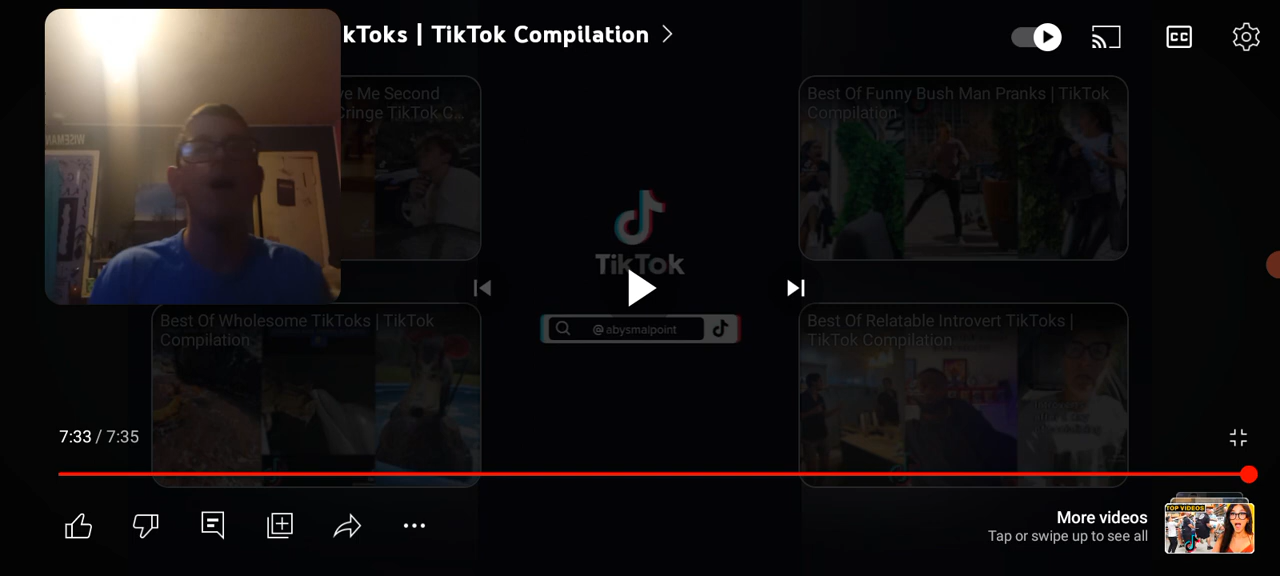 kToks | TikTok Compilation
WISEMAN
ve Me Second
Cringe TikTok C...
Best Of Funny Bush Man Pranks | TikTok
Compilation
TikTok
@abysmalpoint
Best Of Wholesome TikToks | TikTok
Compilation
Best Of Relatable Introvert TikToks |
TikTok Compilation
7:33 / 7:35
CC
More videos
Tap or swipe up to see all
TOP VIDEOS